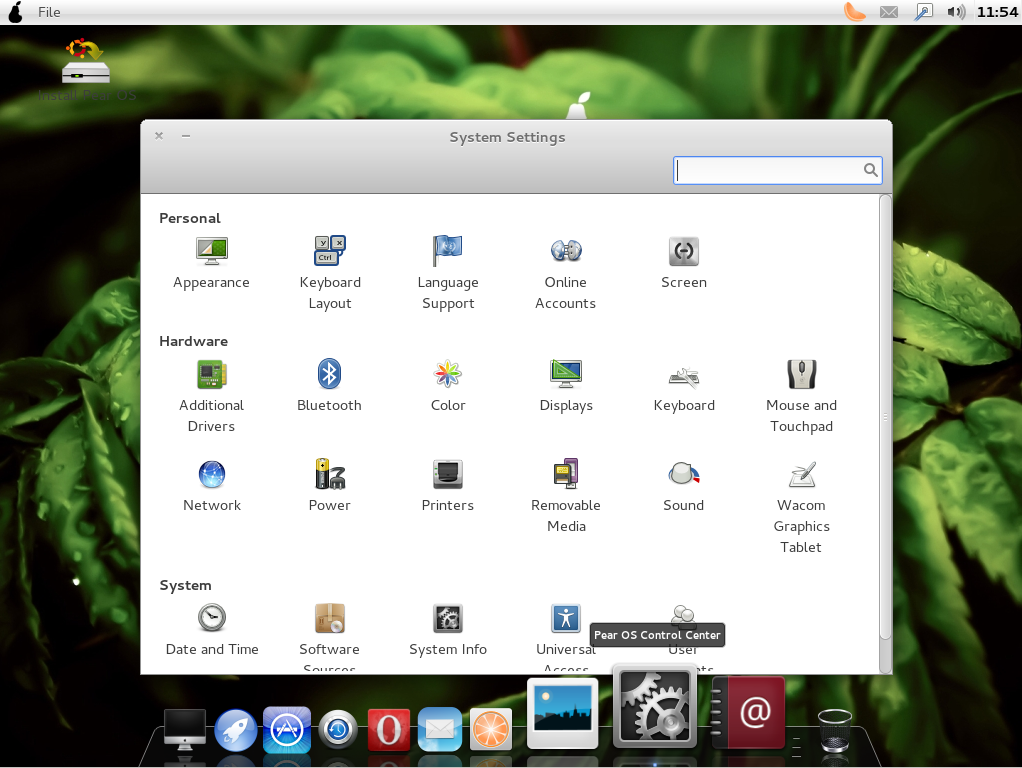 File
11:54
Install Pear OS
System Settings
Personal
Appearance
Keyboard
Layout
Language
Support
Online
Accounts
Screen
Hardware
Additional
Drivers
Bluetooth
Color
Displays
Keyboard
Mouse and
Touchpad
Network
Power
Printers
Removable
Media
Sound
Wacom
Graphics
Tablet
System
Date and Time
Software
Sources
System Info
Universal
Access
User
Pear OS Control Center
Y
X
Ctrl
@